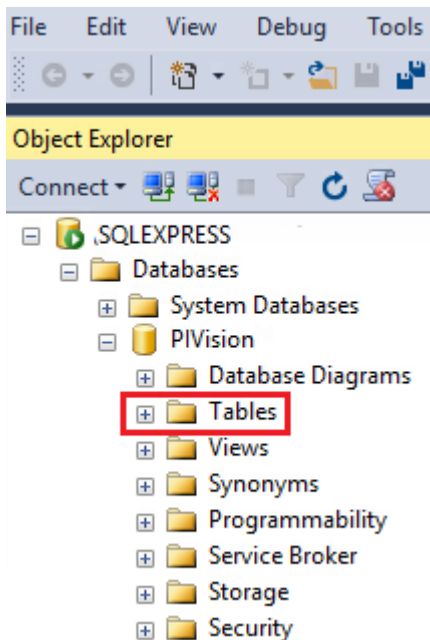 File Edit View Debug Tools
Object Explorer
Connect
.SQLEXPRESS
Databases
System Databases
PIVision
Database Diagrams
Tables
Views
Synonyms
Programmability
Service Broker
Storage
Security